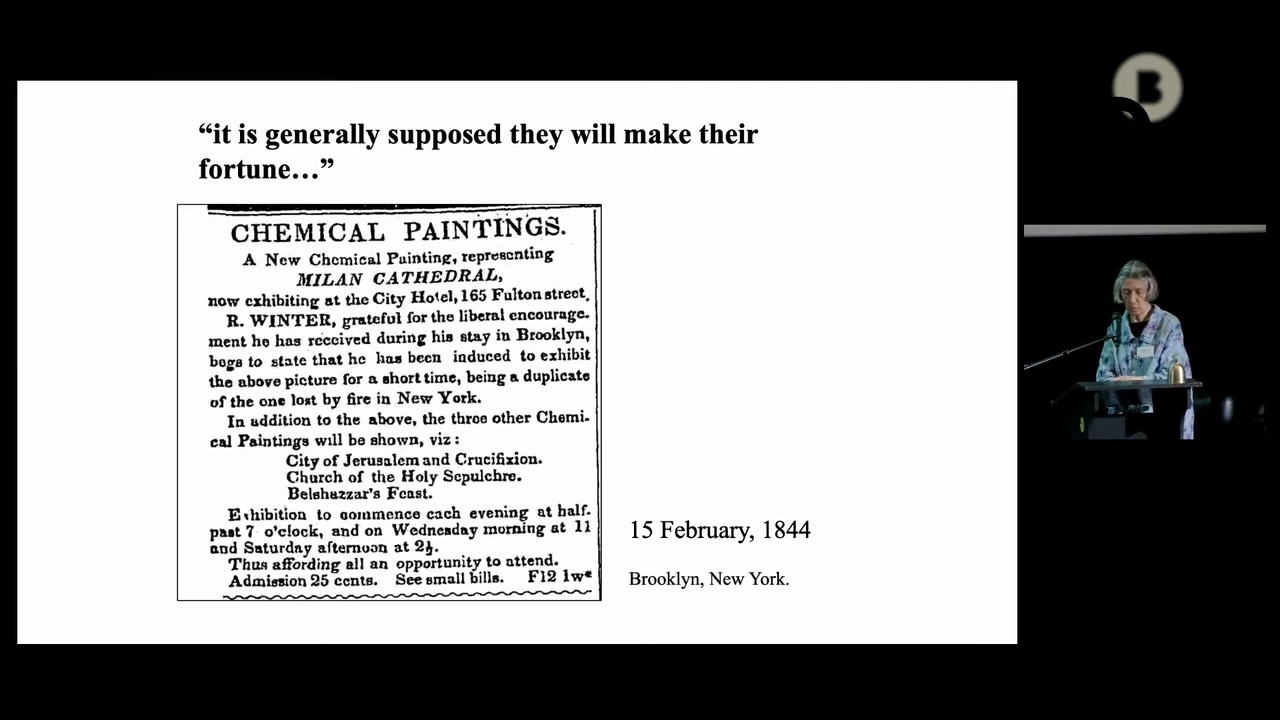 “it is generally supposed they will make their
fortune…”
CHEMICAL PAINTINGS.
A New Chemical Painting, representing
MILAN CATHEDRAL,
now exhibiting at the City Hotel, 165 Fulton street.
R. WINTER, grateful for the liberal encourage-
ment he has received during his stay in Brooklyn,
begs to state that he has been induced to exhibit
the above picture for a short time, being a duplicate
of the one lost by fire in New York.
In addition to the above, the three other Chemi-
cal Paintings will be shown, viz:
City of Jerusalem and Crucifixion.
Church of the Holy Sepulchre.
Belshazzar's Feast.
Exhibition to commence each evening at half-
past 7 o'clock, and on Wednesday morning at 11
and Saturday afternoon at 2½.
Thus affording all an opportunity to attend.
Admission 25 cents. See small bills. F12 1w*
15 February, 1844
Brooklyn, New York.
B